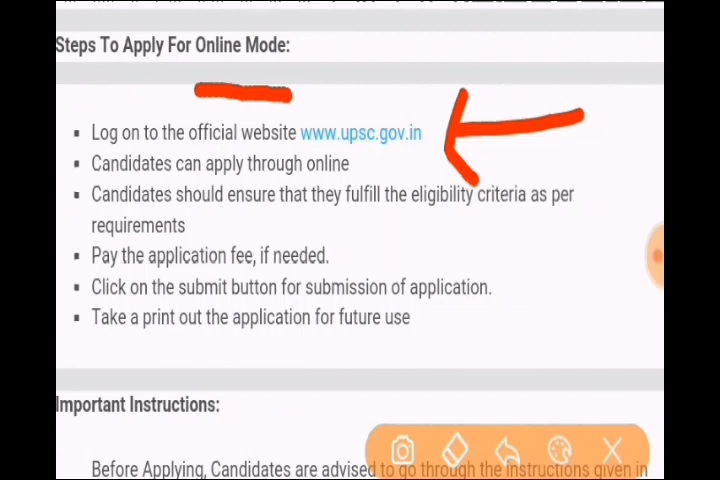 Steps To Apply For Online Mode:
Log on to the official website www.upsc.gov.in
Candidates can apply through online
Candidates should ensure that they fulfill the eligibility criteria as per
requirements
Pay the application fee, if needed.
Click on the submit button for submission of application.
Take a print out the application for future use
Important Instructions:
Before Applying, Candidates are advised to go through the instructions given in